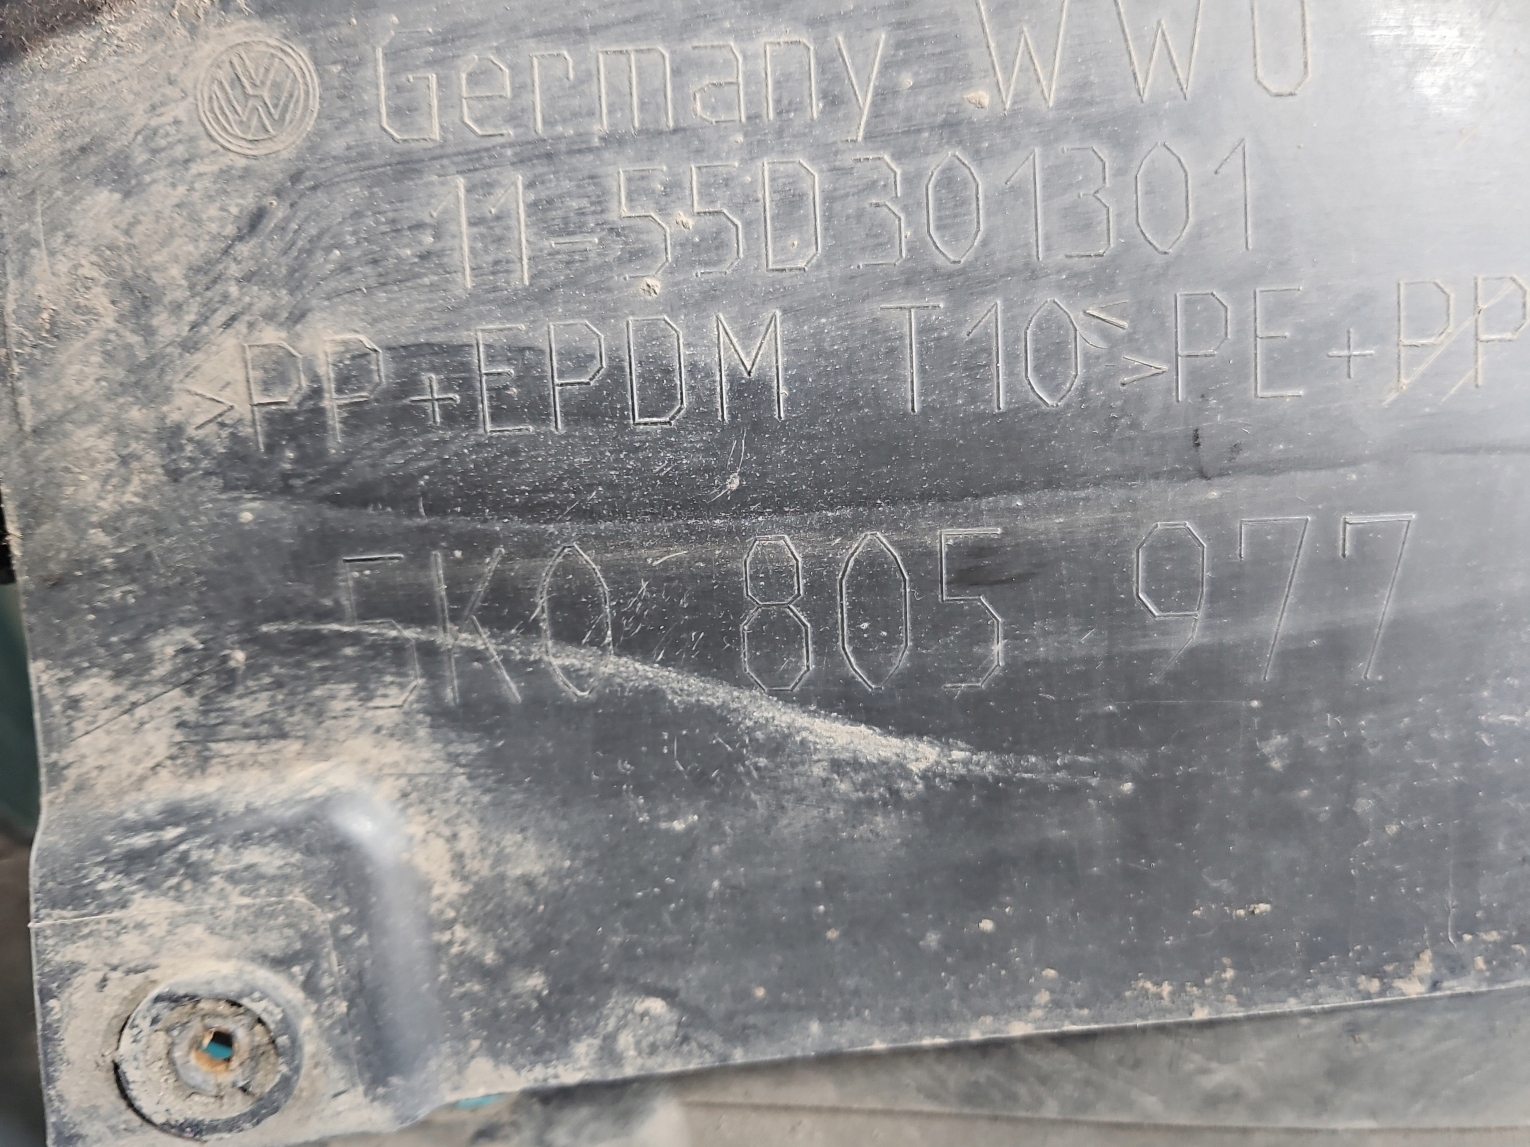 Germany WWU
11-55D301301
>PP+EPDM T10<>PE+PP
5K0 805 977